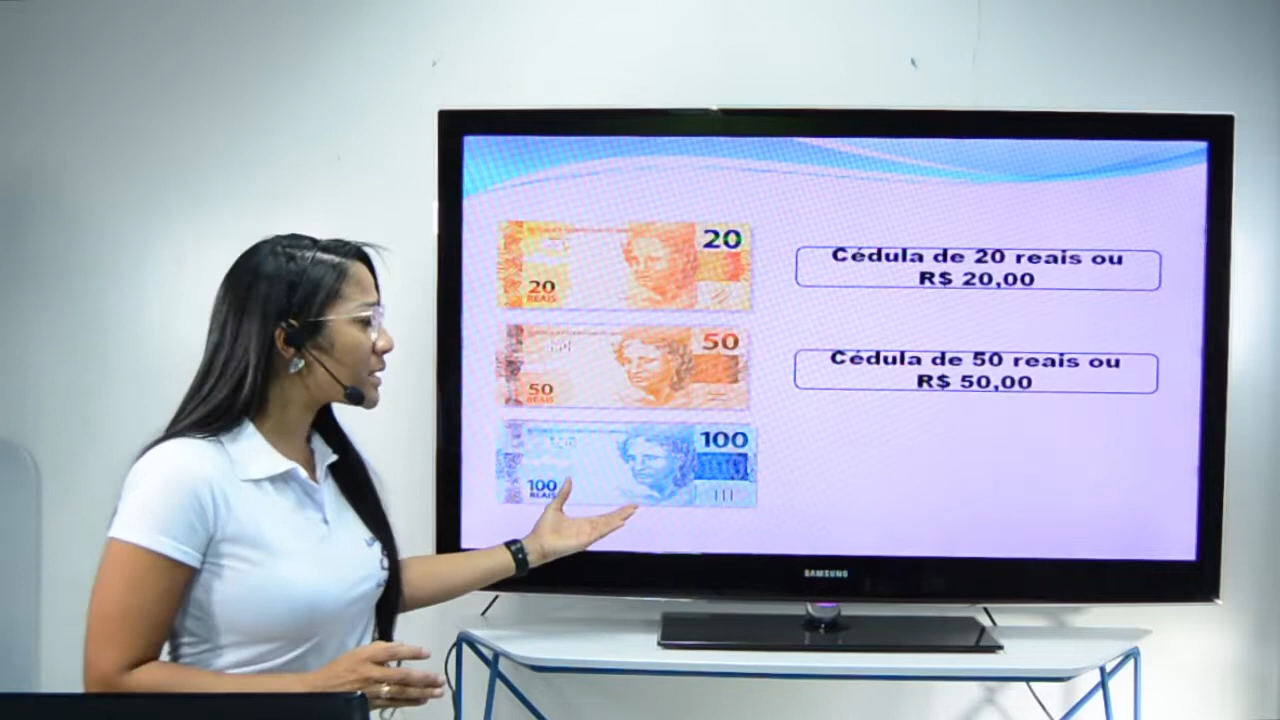 20
20
REAIS
Cédula de 20 reais ou
R$ 20,00
50
50
REAIS
Cédula de 50 reais ou
R$ 50,00
100
100
REAIS
SAMSUNG